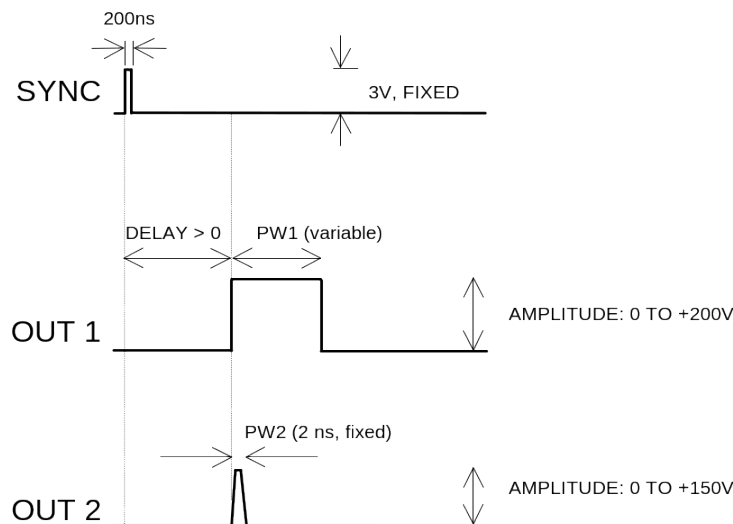 200ns
SYNC
3V, FIXED
DELAY > 0
PW1 (variable)
OUT 1
AMPLITUDE: 0 TO +200V
PW2 (2 ns, fixed)
OUT 2
AMPLITUDE: 0 TO +150V